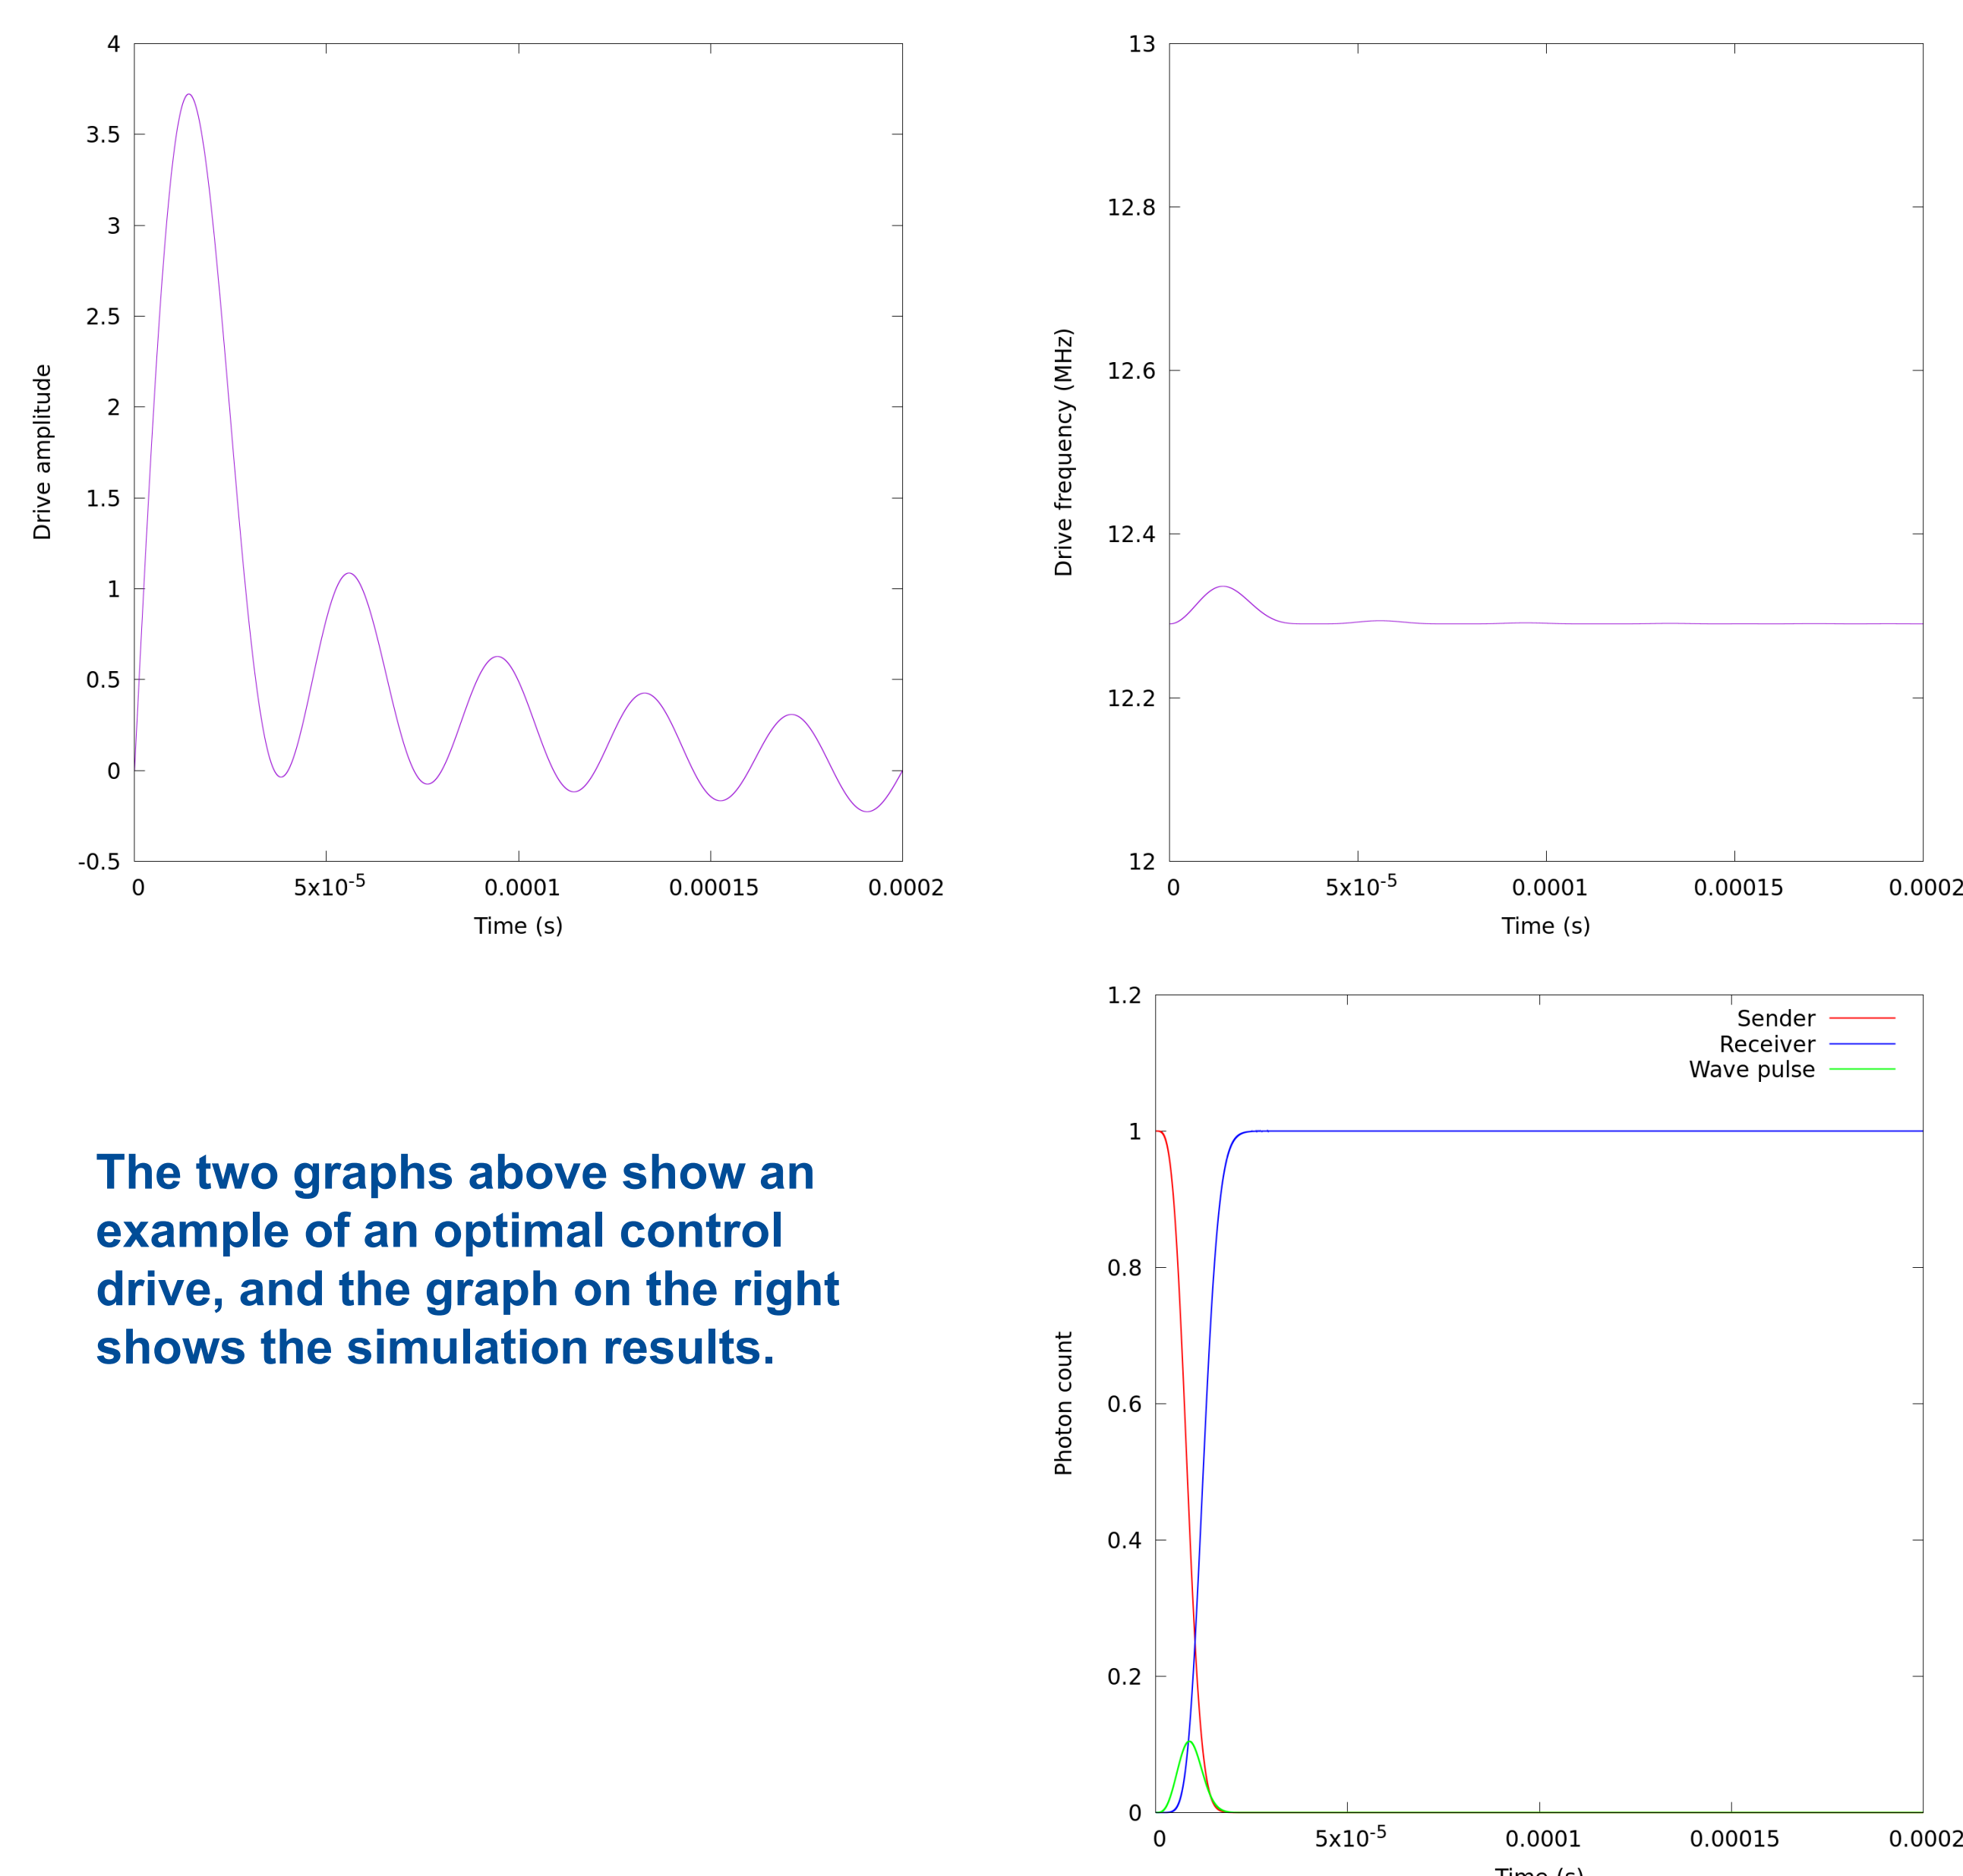 4
3.5
3
2.5
2
1.5
1
0.5
0
-0.5
Drive amplitude
0 5x10-5 0.0001 0.00015 0.0002
Time (s)
13
12.8
12.6
12.4
12.2
12
Drive frequency (MHz)
0 5x10-5 0.0001 0.00015 0.0002
Time (s)
The two graphs above show an
example of an optimal control
drive, and the graph on the right
shows the simulation results.
1.2
1
0.8
0.6
0.4
0.2
0
Photon count
Sender
Receiver
Wave pulse
0 5x10-5 0.0001 0.00015 0.0002
Time (s)